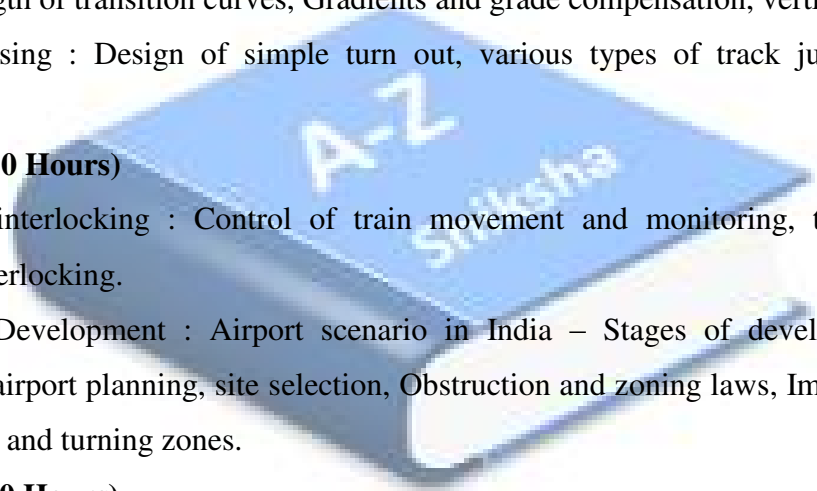 gth of transition curves, Gradients and grade compensation, verti
sing : Design of simple turn out, various types of track ju
0 Hours)
interlocking : Control of train movement and monitoring, t
erlocking.
Development : Airport scenario in India – Stages of devel
airport planning, site selection, Obstruction and zoning laws, Im
and turning zones.
0 Hours)
A-Z
Shiksha